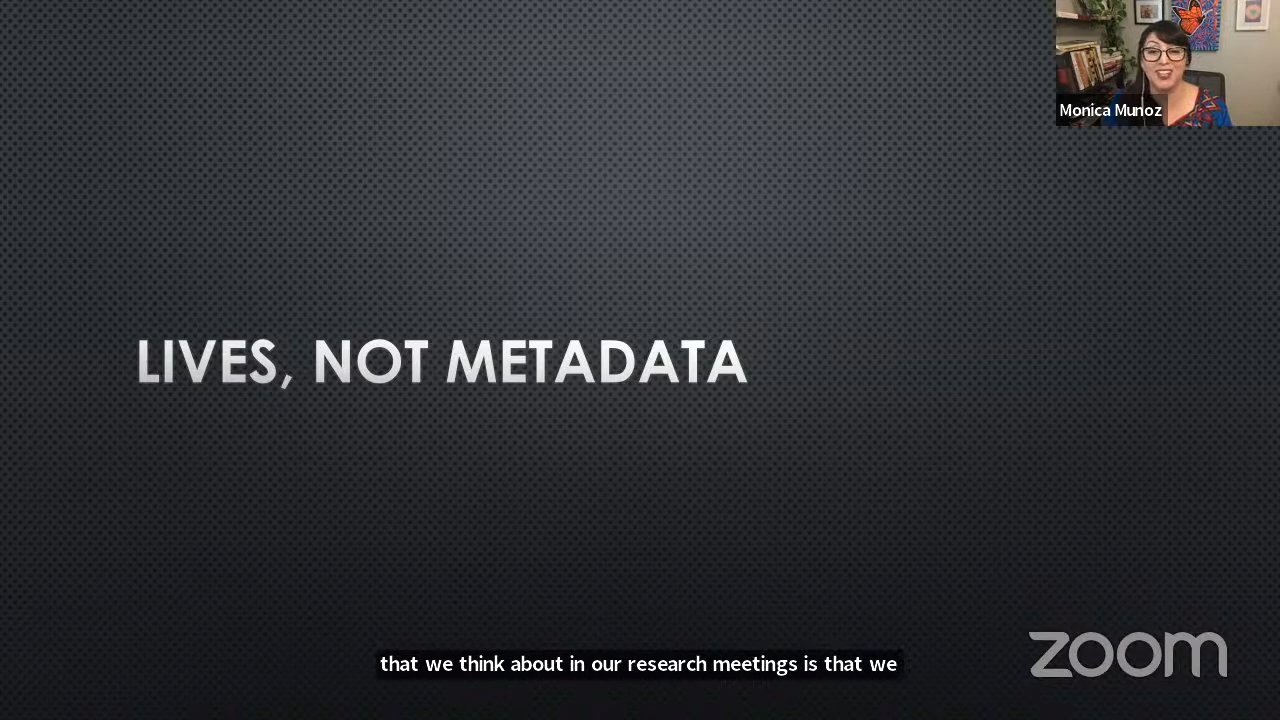 Monica Munoz
LIVES, NOT METADATA
that we think about in our research meetings is that we
zoom